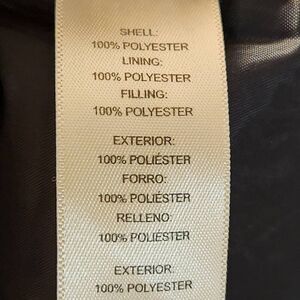 SHELL:
100% POLYESTER
LINING:
100% POLYESTER
FILLING:
100% POLYESTER
EXTERIOR:
100% POLIÉSTER
FORRO:
100% POLIÉSTER
RELLENO:
100% POLIÉSTER
EXTERIOR:
100% POLYESTER